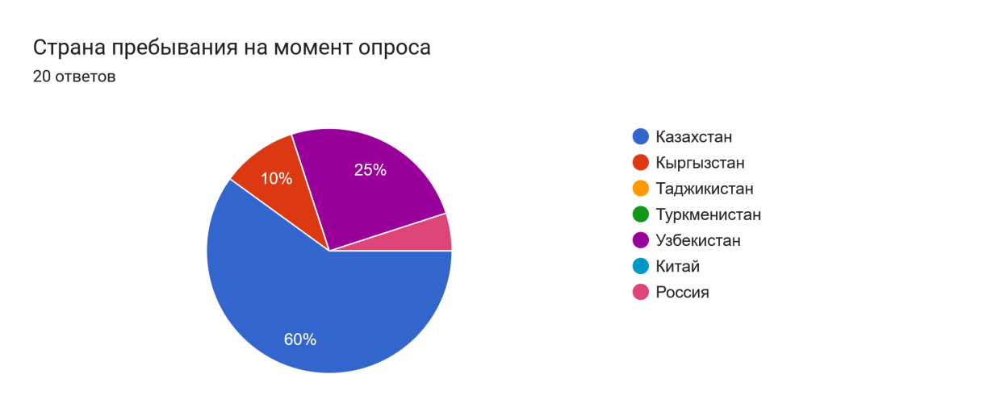 Страна пребывания на момент опроса
20 ответов
10%
25%
60%
Казахстан
Кыргызстан
Таджикистан
Туркменистан
Узбекистан
Китай
Россия